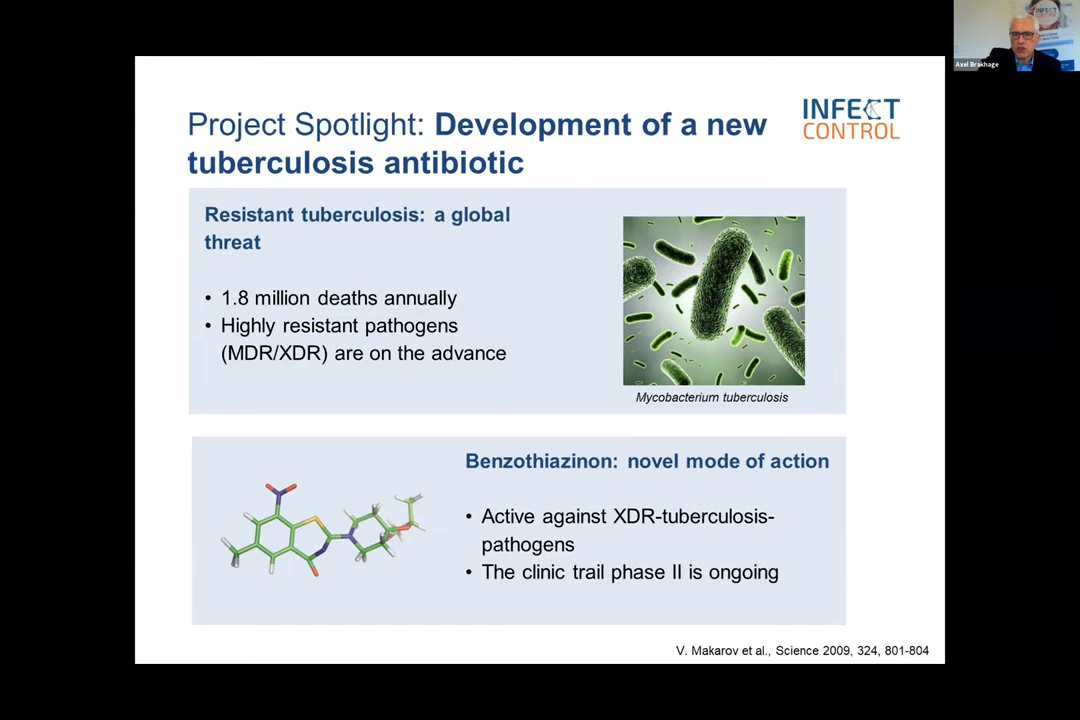 Project Spotlight: Development of a new
tuberculosis antibiotic
INFECT
CONTROL
Resistant tuberculosis: a global
threat
• 1.8 million deaths annually
• Highly resistant pathogens
(MDR/XDR) are on the advance
Mycobacterium tuberculosis
Benzothiazinon: novel mode of action
• Active against XDR-tuberculosis-
pathogens
• The clinic trail phase II is ongoing
V. Makarov et al., Science 2009, 324, 801-804
INFECT
CONTROL
Axel Brakhage